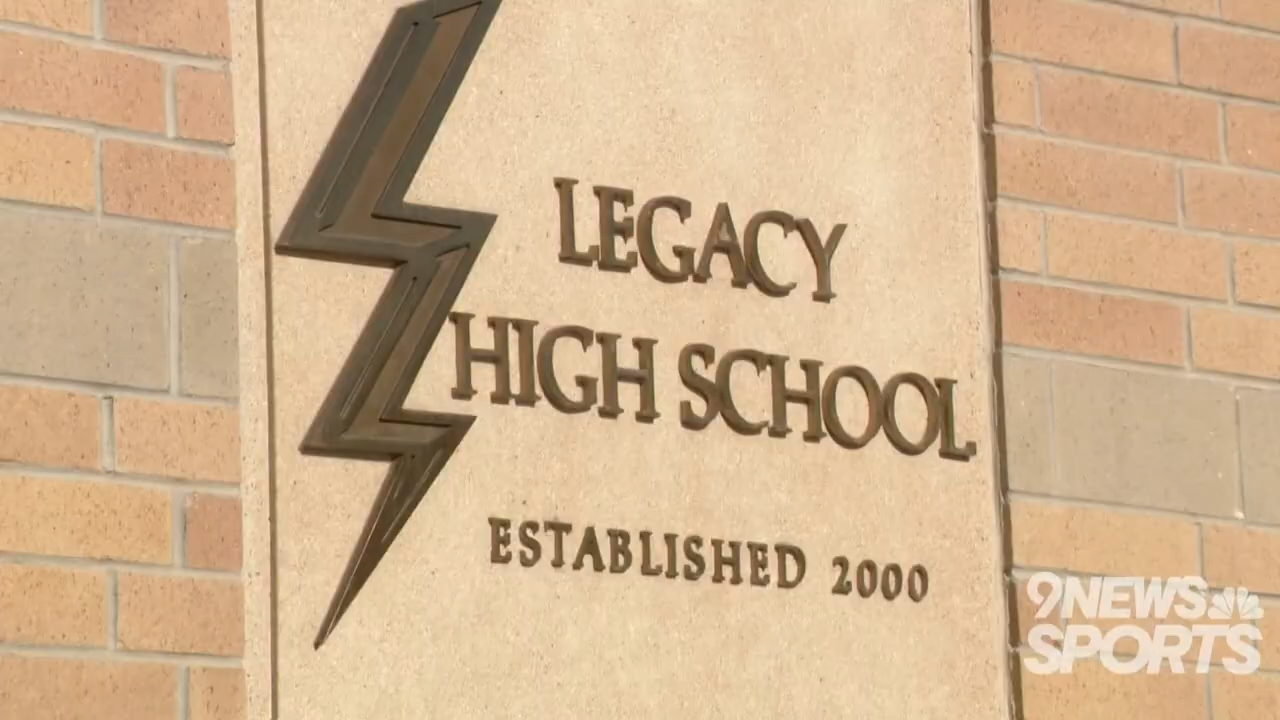 LEGACY
HIGH SCHOOL
ESTABLISHED 2000
9NEWS
SPORTS